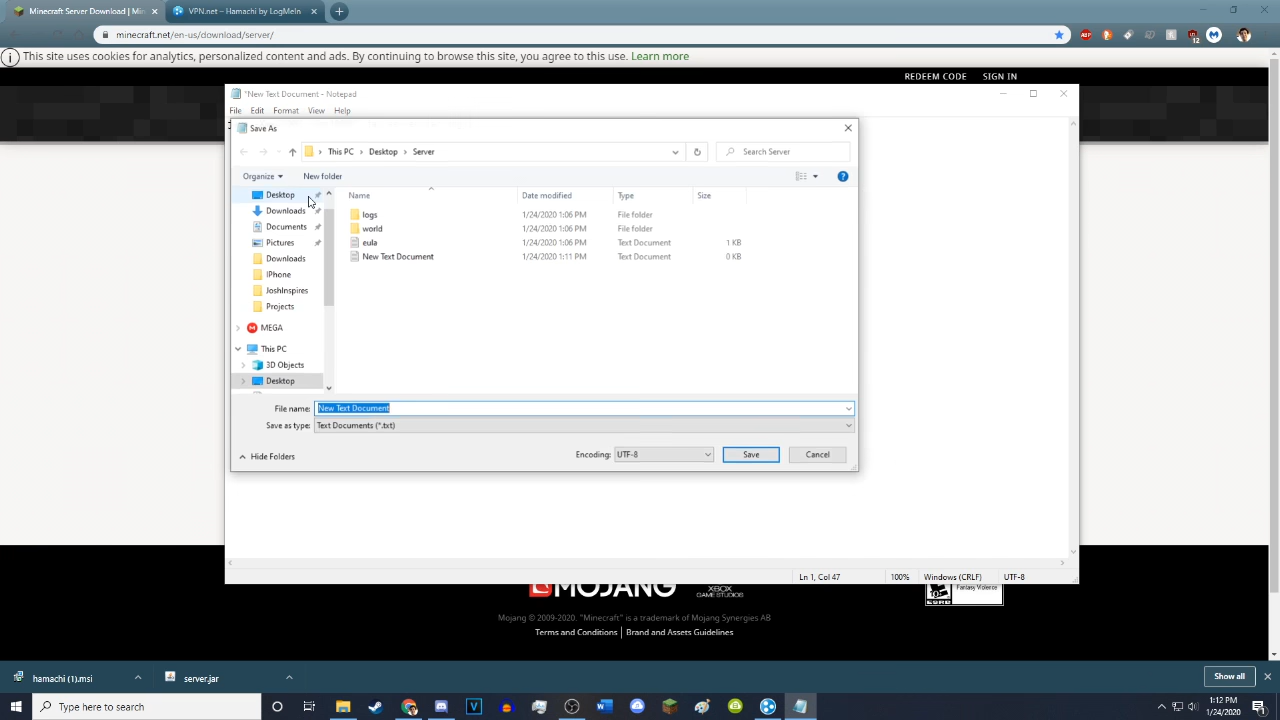 Minecraft Download | Min
VPN.net – Hamachi by LogMeIn
minecraft.net/en-us/download/server/
12
This site uses cookies for analytics, personalized content and ads. By continuing to browse this site, you agree to this use. Learn more
REDEEM CODE SIGN IN
*New Text Document - Notepad
File Edit Format View Help
Save As
This PC > Desktop > Server
Search Server
Organize New folder
Name Date modified Type Size
Desktop
Downloads
Documents
Pictures
Downloads
IPhone
JoshInspires
Projects
MEGA
This PC
3D Objects
Desktop
logs 1/24/2020 1:06 PM File folder
world 1/24/2020 1:06 PM File folder
eula 1/24/2020 1:06 PM Text Document 1 KB
New Text Document 1/24/2020 1:11 PM Text Document 0 KB
File name: New Text Document
Save as type: Text Documents (*.txt)
Hide Folders Encoding: UTF-8 Save Cancel
Ln 1, Col 47 100% Windows (CRLF) UTF-8
MOJANG
XBOX
GAME STUDIOS
Fantasy Violence
ESRB
Mojang © 2009-2020. "Minecraft" is a trademark of Mojang Synergies AB
Terms and Conditions | Brand and Assets Guidelines
hamachi (1).msi server.jar Show all
Type here to search
1:12 PM
1/24/2020